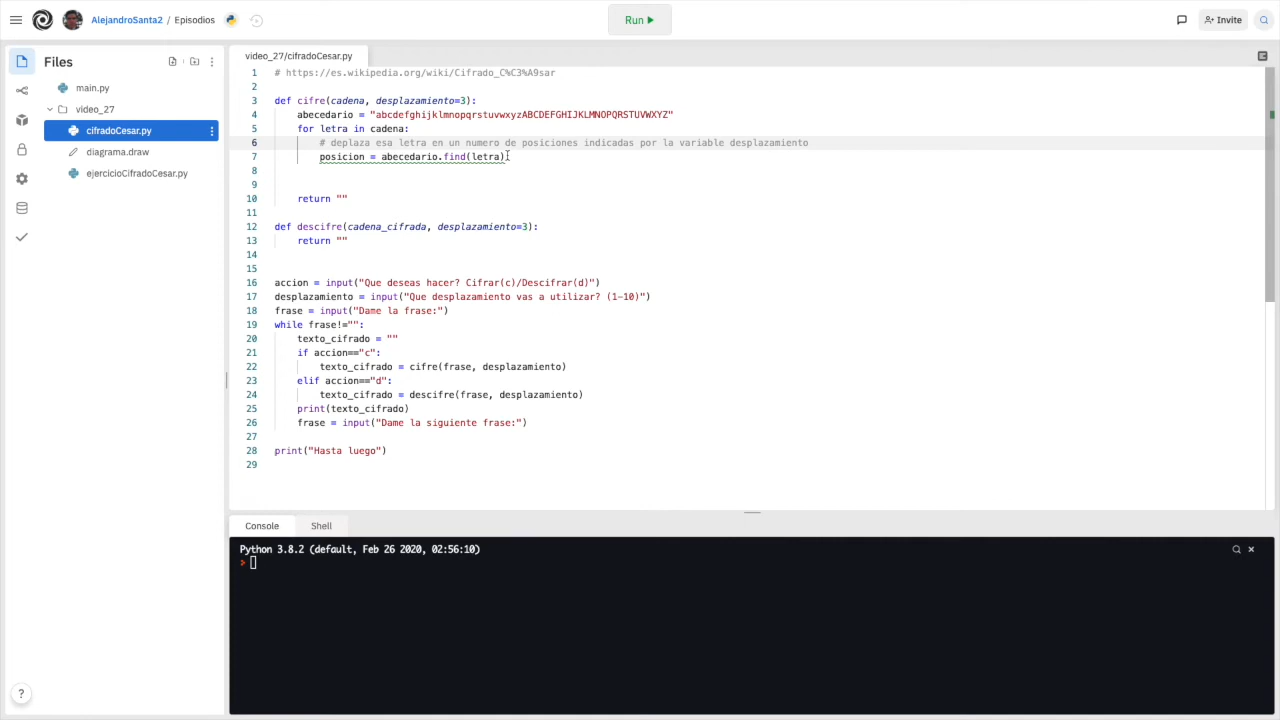 AlejandroSanta2 / Episodios
Run
Invite
Files
main.py
video_27
cifradoCesar.py
diagrama.draw
ejercicioCifradoCesar.py
video_27/cifradoCesar.py
1 # https://es.wikipedia.org/wiki/Cifrado_C%C3%A9sar
2
3 def cifre(cadena, desplazamiento=3):
4 abecedario = "abcdefghijklmnopqrstuvwxyzABCDEFGHIJKLMNOPQRSTUVWXYZ"
5 for letra in cadena:
6 # deplaza esa letra en un numero de posiciones indicadas por la variable desplazamiento
7 posicion = abecedario.find(letra)
8
9
10 return ""
11
12 def descifre(cadena_cifrada, desplazamiento=3):
13 return ""
14
15
16 accion = input("Que deseas hacer? Cifrar(c)/Descifrar(d)")
17 desplazamiento = input("Que desplazamiento vas a utilizar? (1-10)")
18 frase = input("Dame la frase:")
19 while frase!="":
20 texto_cifrado = ""
21 if accion=="c":
22 texto_cifrado = cifre(frase, desplazamiento)
23 elif accion=="d":
24 texto_cifrado = descifre(frase, desplazamiento)
25 print(texto_cifrado)
26 frase = input("Dame la siguiente frase:")
27
28 print("Hasta luego")
29
Console
Shell
Python 3.8.2 (default, Feb 26 2020, 02:56:10)
>
?